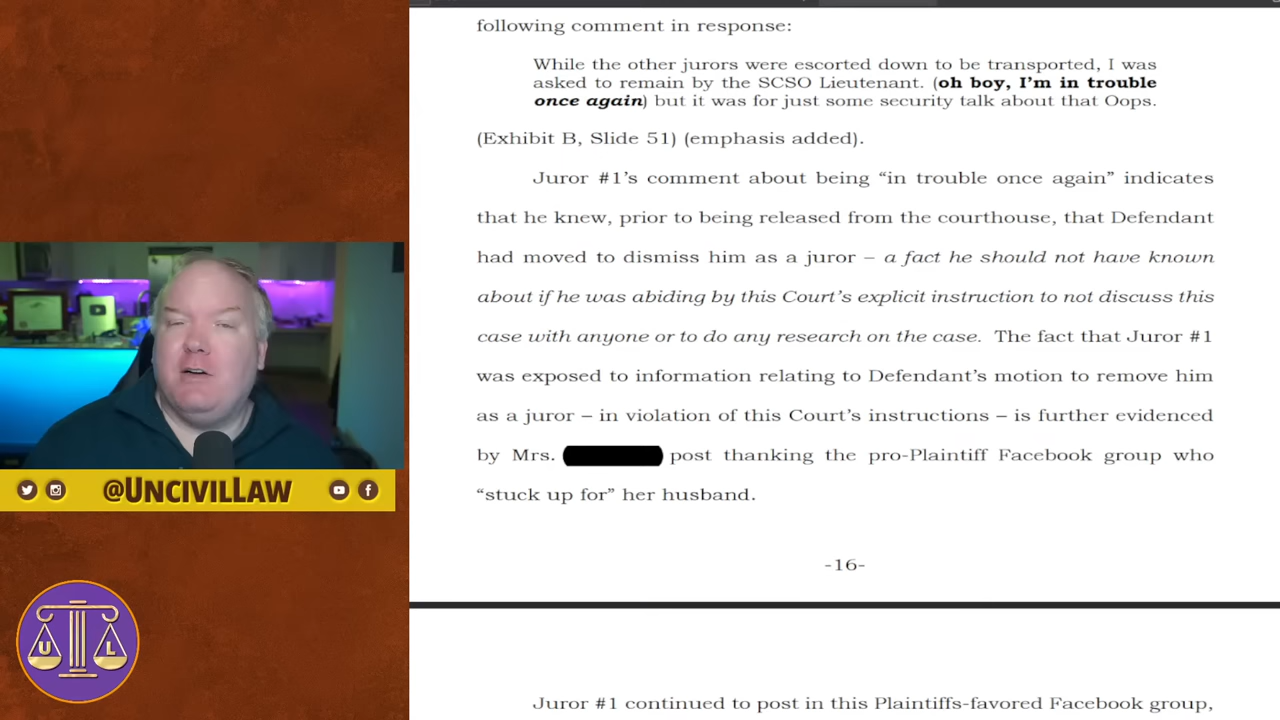 following comment in response:
While the other jurors were escorted down to be transported, I was
asked to remain by the SCSO Lieutenant. (oh boy, I'm in trouble
once again) but it was for just some security talk about that Oops.
(Exhibit B, Slide 51) (emphasis added).
Juror #1's comment about being “in trouble once again” indicates
that he knew, prior to being released from the courthouse, that Defendant
had moved to dismiss him as a juror – a fact he should not have known
about if he was abiding by this Court's explicit instruction to not discuss this
case with anyone or to do any research on the case. The fact that Juror #1
was exposed to information relating to Defendant's motion to remove him
as a juror – in violation of this Court's instructions – is further evidenced
by Mrs. post thanking the pro-Plaintiff Facebook group who
“stuck up for” her husband.
-16-
Juror #1 continued to post in this Plaintiffs-favored Facebook group,
@UNCIVILLAW
U L